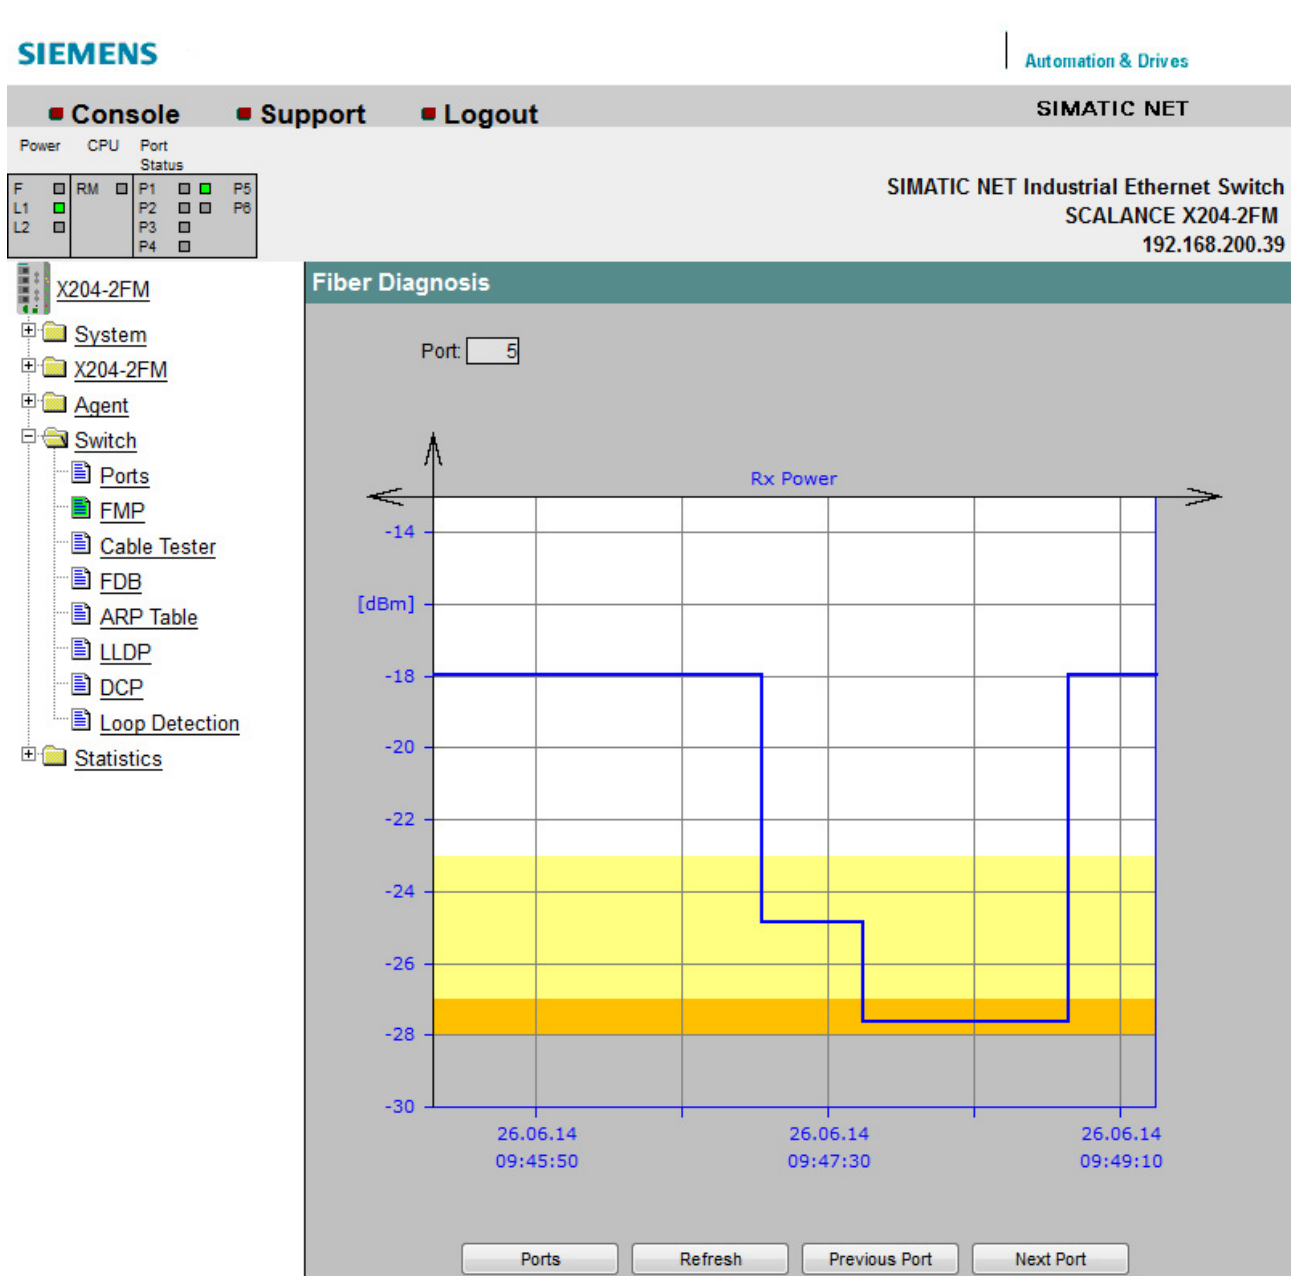 SIEMENS
Automation & Drives
Console Support Logout SIMATIC NET
Power CPU Port
Status
F RM P1 P5
L1 P2 P6
L2 P3
P4
SIMATIC NET Industrial Ethernet Switch
SCALANCE X204-2FM
192.168.200.39
X204-2FM
System
X204-2FM
Agent
Switch
Ports
FMP
Cable Tester
FDB
ARP Table
LLDP
DCP
Loop Detection
Statistics
Fiber Diagnosis
Port: 5
Rx Power
-14
[dBm]
-18
-20
-22
-24
-26
-28
-30
26.06.14 26.06.14 26.06.14
09:45:50 09:47:30 09:49:10
Ports Refresh Previous Port Next Port